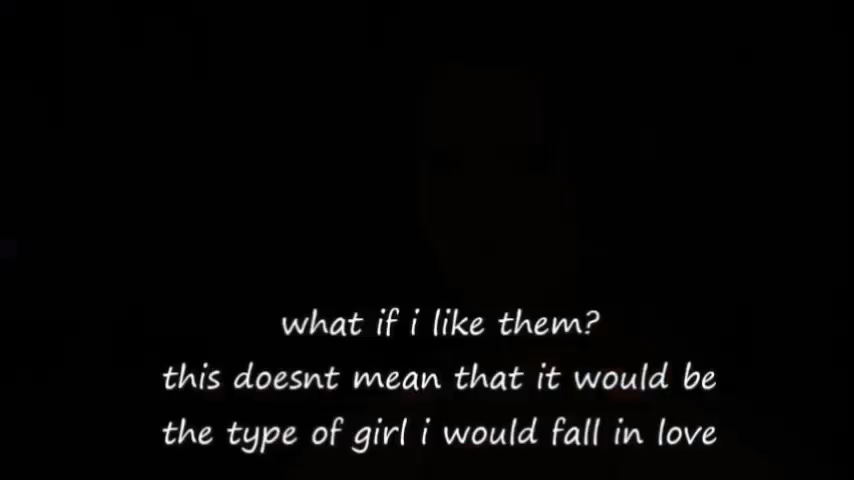 what if i like them?
this doesnt mean that it would be
the type of girl i would fall in love